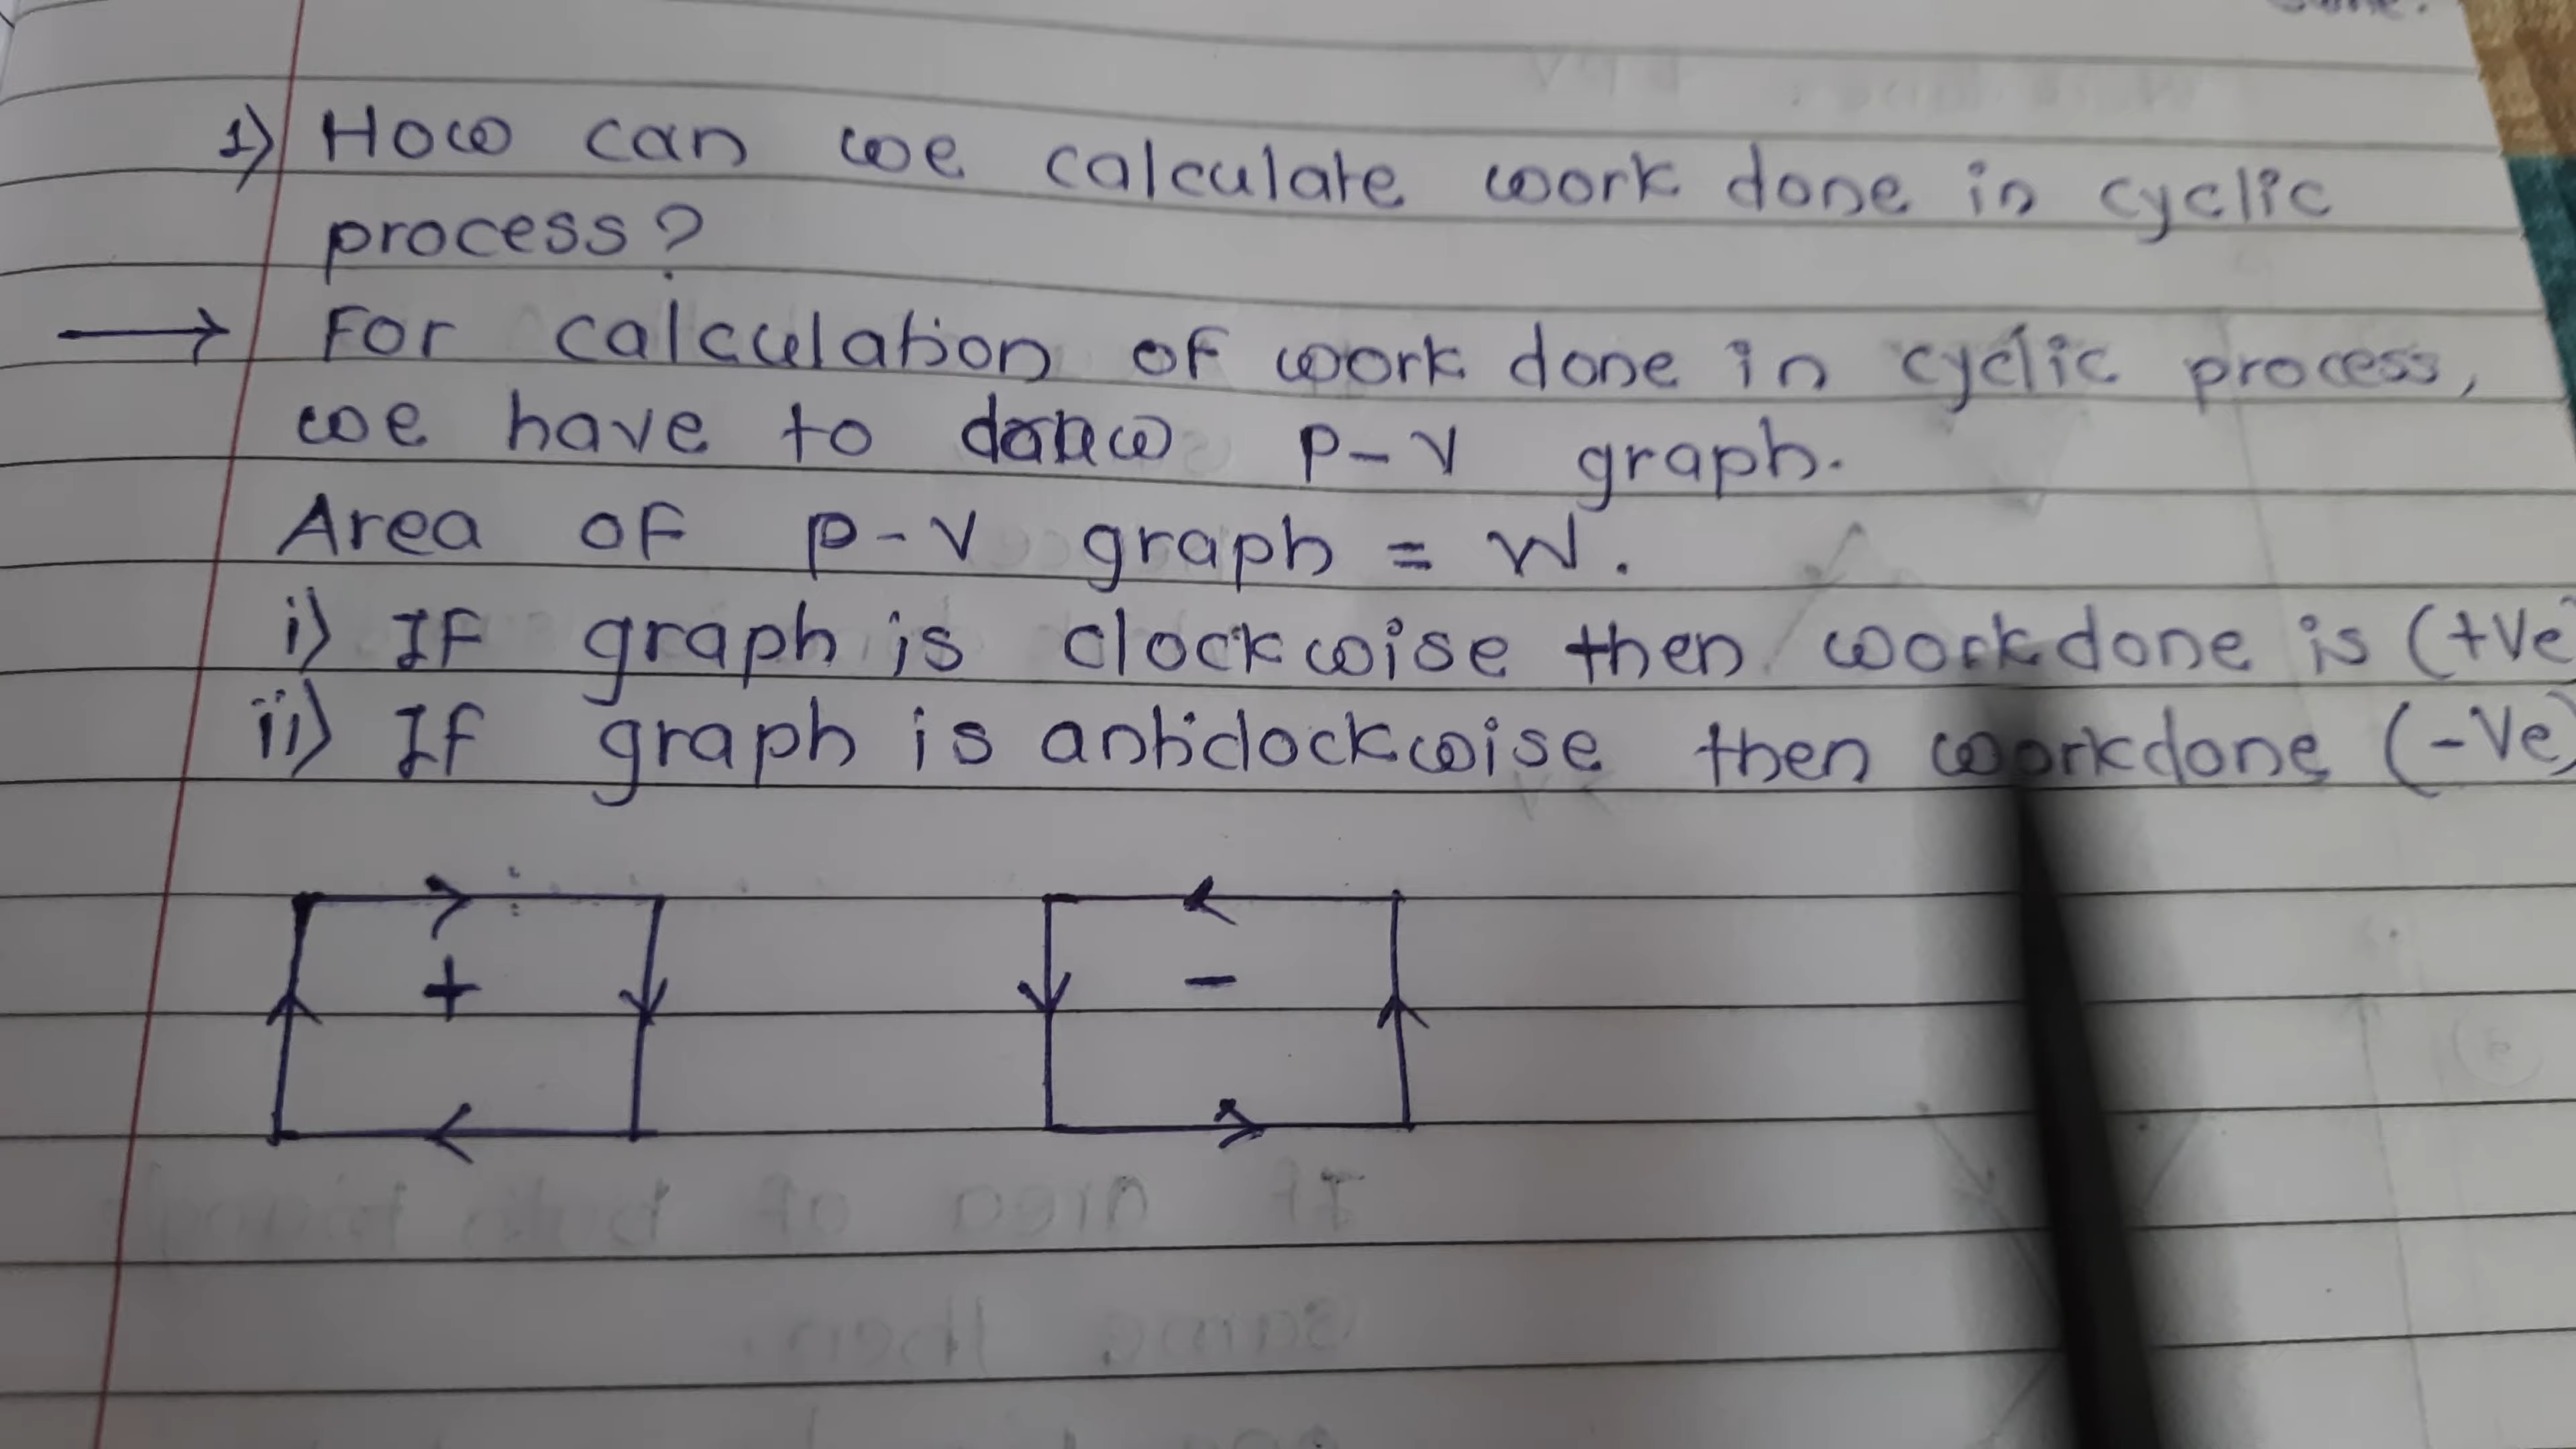 1) How can we calculate work done in cyclic
process?
→ For calculation of work done in cyclic process,
we have to draw P-V graph.
Area of P-V graph = W.
i) If graph is clockwise then workdone is (+ve)
ii) If graph is anticlockwise then workdone (-ve)
+ -